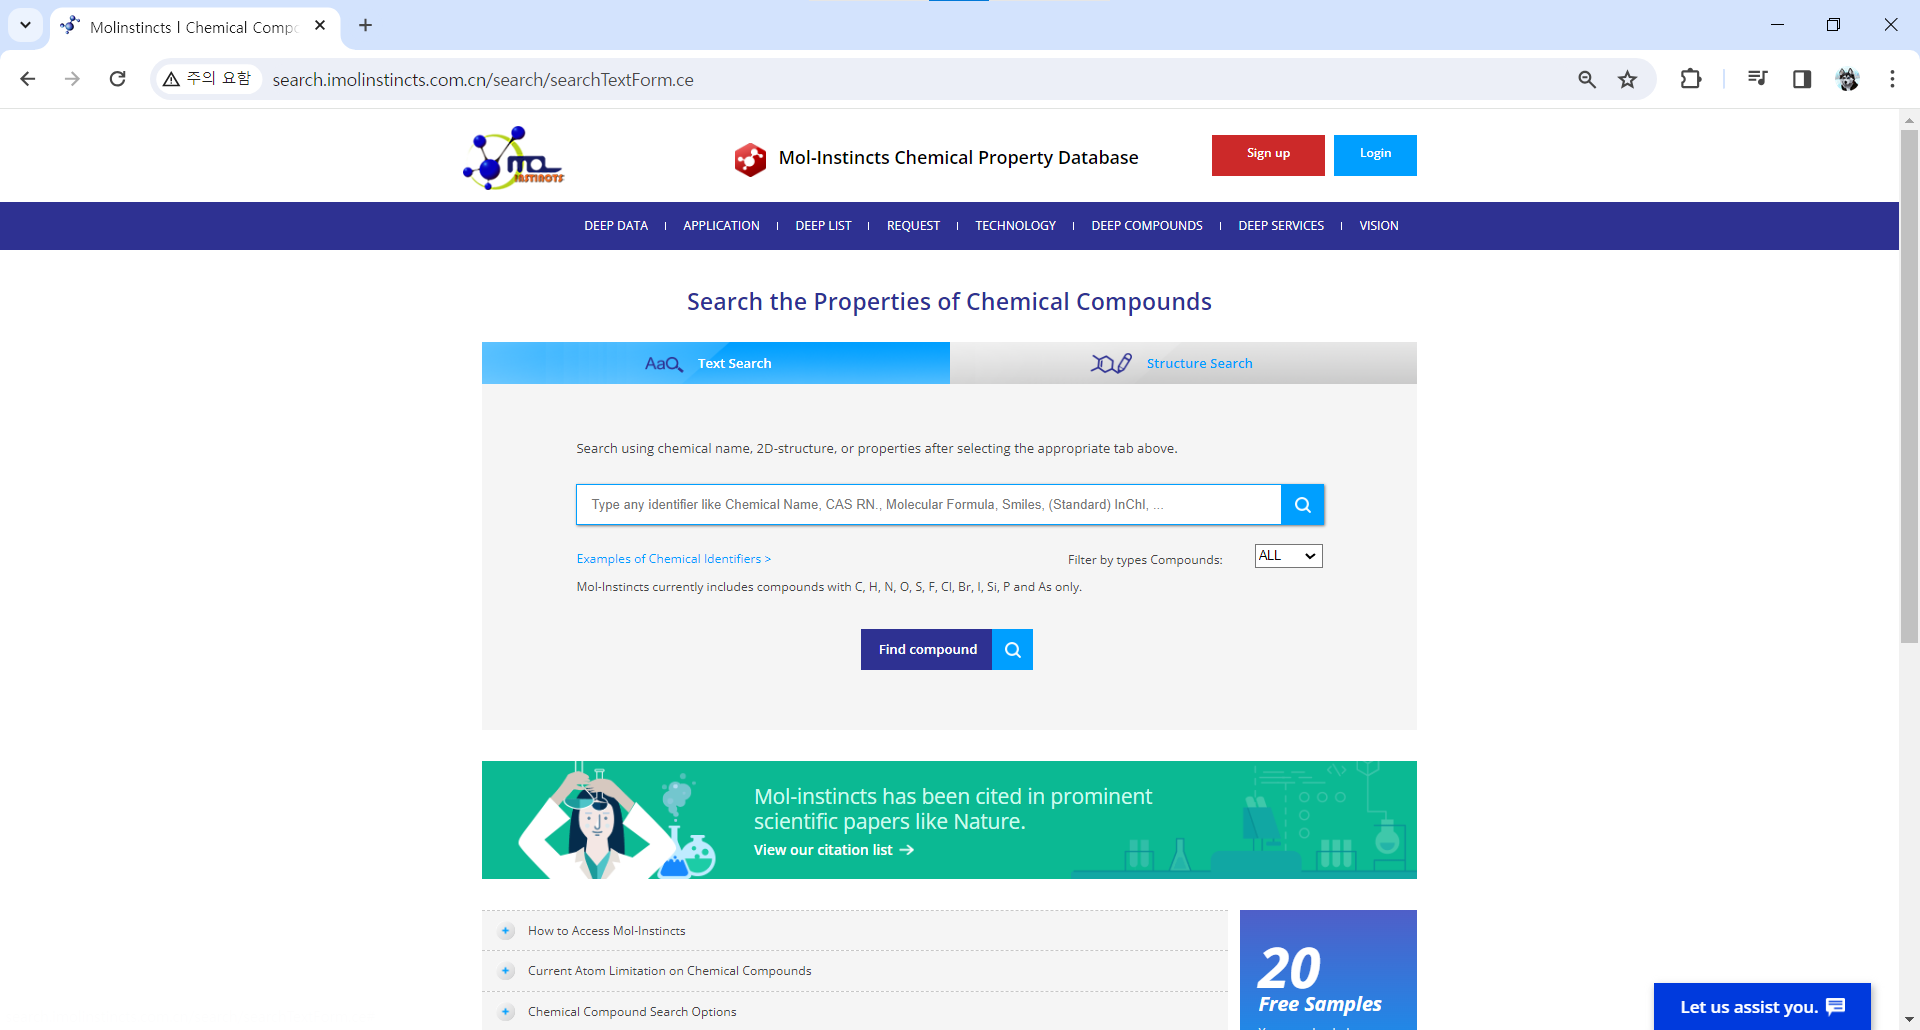 Molinstincts l Chemical Compo
주의 요함
search.imolinstincts.com.cn/search/searchTextForm.ce
MOL
INSTINCTS
Mol-Instincts Chemical Property Database
Sign up
Login
DEEP DATA
APPLICATION
DEEP LIST
REQUEST
TECHNOLOGY
DEEP COMPOUNDS
DEEP SERVICES
VISION
Search the Properties of Chemical Compounds
Aa
Text Search
Structure Search
Search using chemical name, 2D-structure, or properties after selecting the appropriate tab above.
Type any identifier like Chemical Name, CAS RN., Molecular Formula, Smiles, (Standard) InChI, ...
Examples of Chemical Identifiers >
Filter by types Compounds:
ALL
Mol-Instincts currently includes compounds with C, H, N, O, S, F, Cl, Br, I, Si, P and As only.
Find compound
Mol-instincts has been cited in prominent
scientific papers like Nature.
View our citation list →
How to Access Mol-Instincts
Current Atom Limitation on Chemical Compounds
Chemical Compound Search Options
20
Free Samples
Let us assist you.